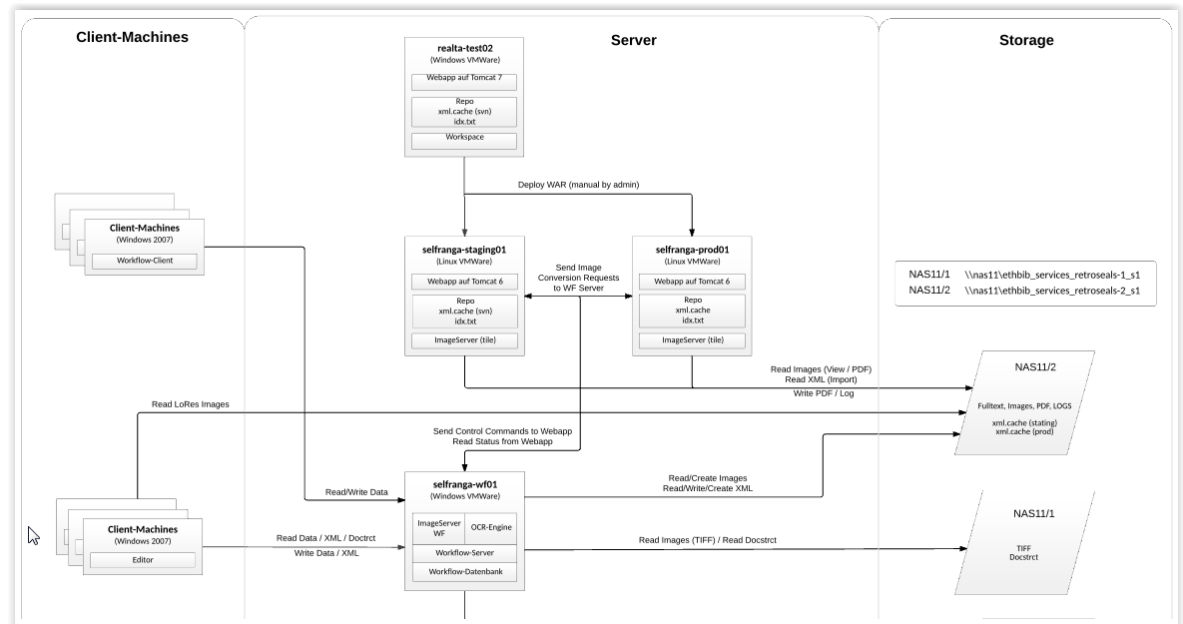 Client-Machines
Server
Storage
realta-test02
(Windows VMWare)
Webapp auf Tomcat 7
Repo
xml.cache (svn)
idx.txt
Workspace
Deploy WAR (manual by admin)
Client-Machines
(Windows 2007)
Workflow-Client
selfranga-staging01
(Linux VMWare)
Webapp auf Tomcat 6
Repo
xml.cache (svn)
idx.txt
ImageServer (tile)
Send Image
Conversion Requests
to WF Server
selfranga-prod01
(Linux VMWare)
Webapp auf Tomcat 6
Repo
xml.cache
idx.txt
ImageServer (tile)
NAS11/1 \\nas11\ethbib_services_retroseals-1_s1
NAS11/2 \\nas11\ethbib_services_retroseals-2_s1
Read Images (View / PDF)
Read XML (Import)
Write PDF / Log
NAS11/2
Fulltext, Images, PDF, LOGS
xml.cache (stating)
xml.cache (prod)
Read LoRes Images
Send Control Commands to Webapp
Read Status from Webapp
Read/Write Data
selfranga-wf01
(Windows VMWare)
ImageServer
WF
OCR-Engine
Workflow-Server
Workflow-Datenbank
Read/Create Images
Read/Write/Create XML
Client-Machines
(Windows 2007)
Editor
Read Data / XML / Doctrct
Write Data / XML
Read Images (TIFF) / Read Docstrct
NAS11/1
TIFF
Docstrct